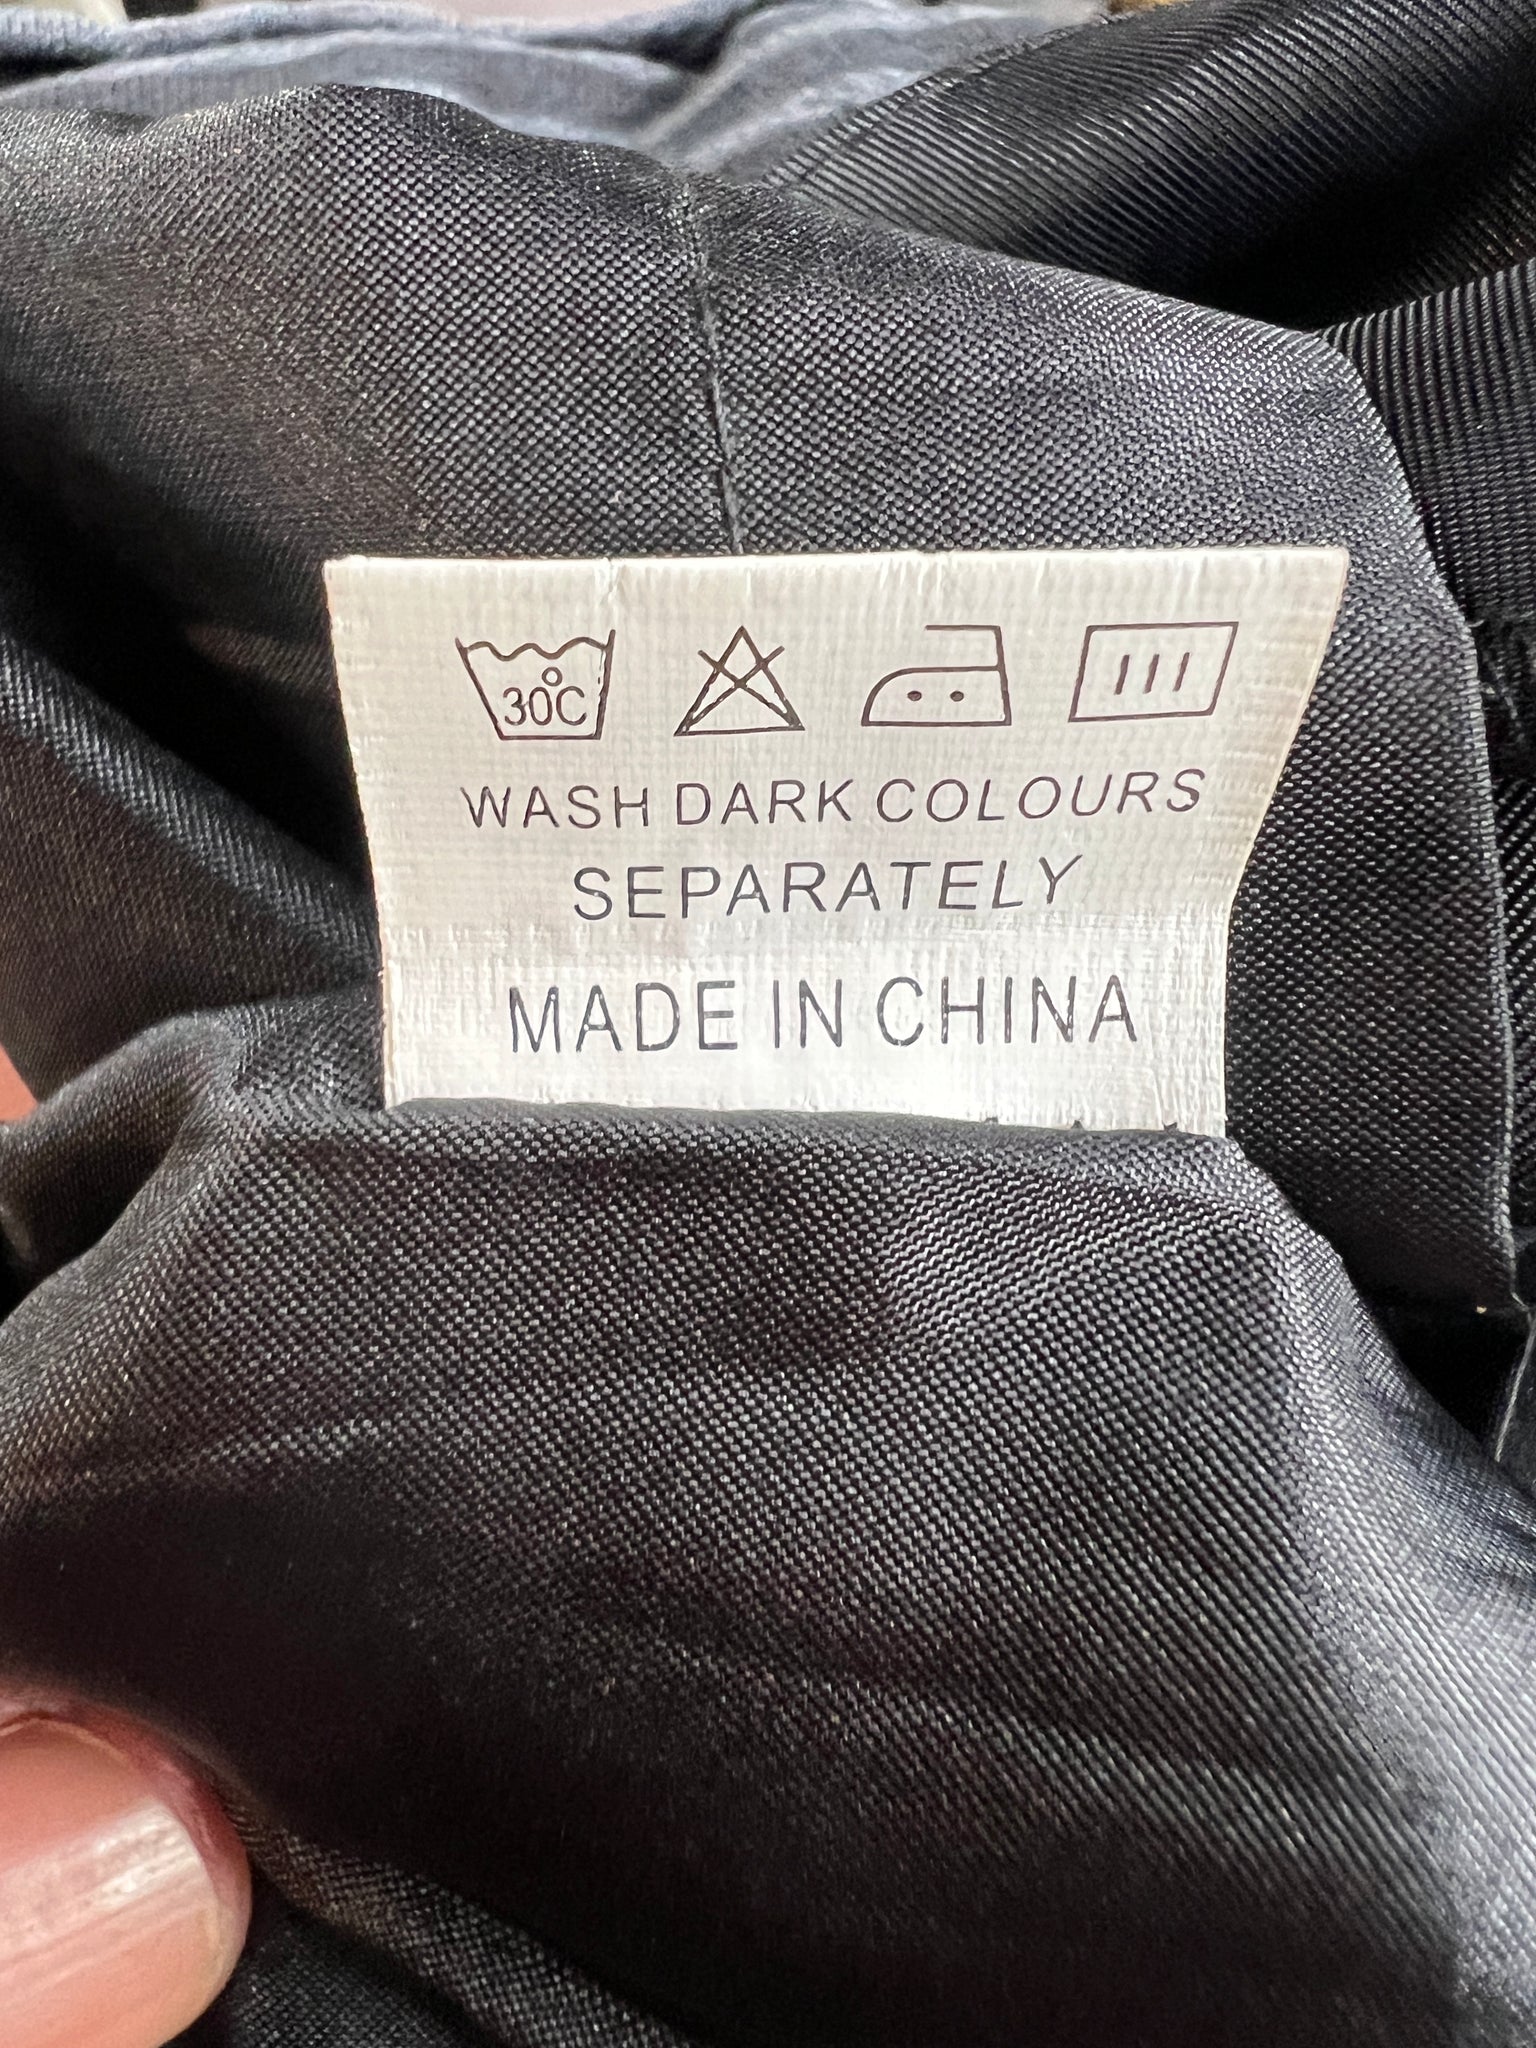 30°C
WASH DARK COLOURS
SEPARATELY
MADE IN CHINA